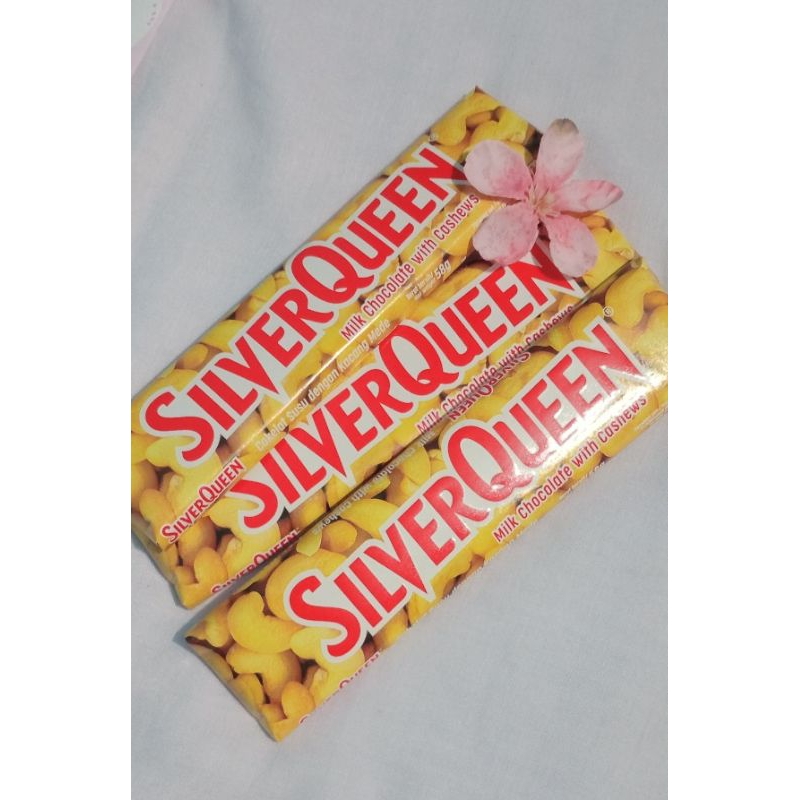 SILVERQUEEN
®
Milk Chocolate with Cashews
58g
Cokelat Susu dengan Kacang Mede
SILVERQUEEN
SILVERQUEEN
Milk Chocolate with Cashews
SILVERQUEEN
SILVERQUEEN
SILVERQUEEN
®
Milk Chocolate with Cashews